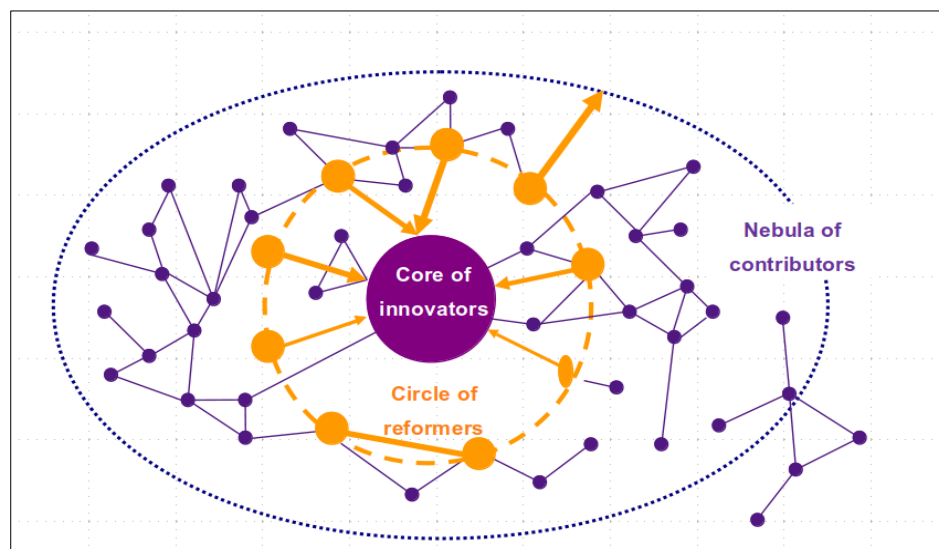 Nebula of
contributors
Core of
innovators
Circle of
reformers